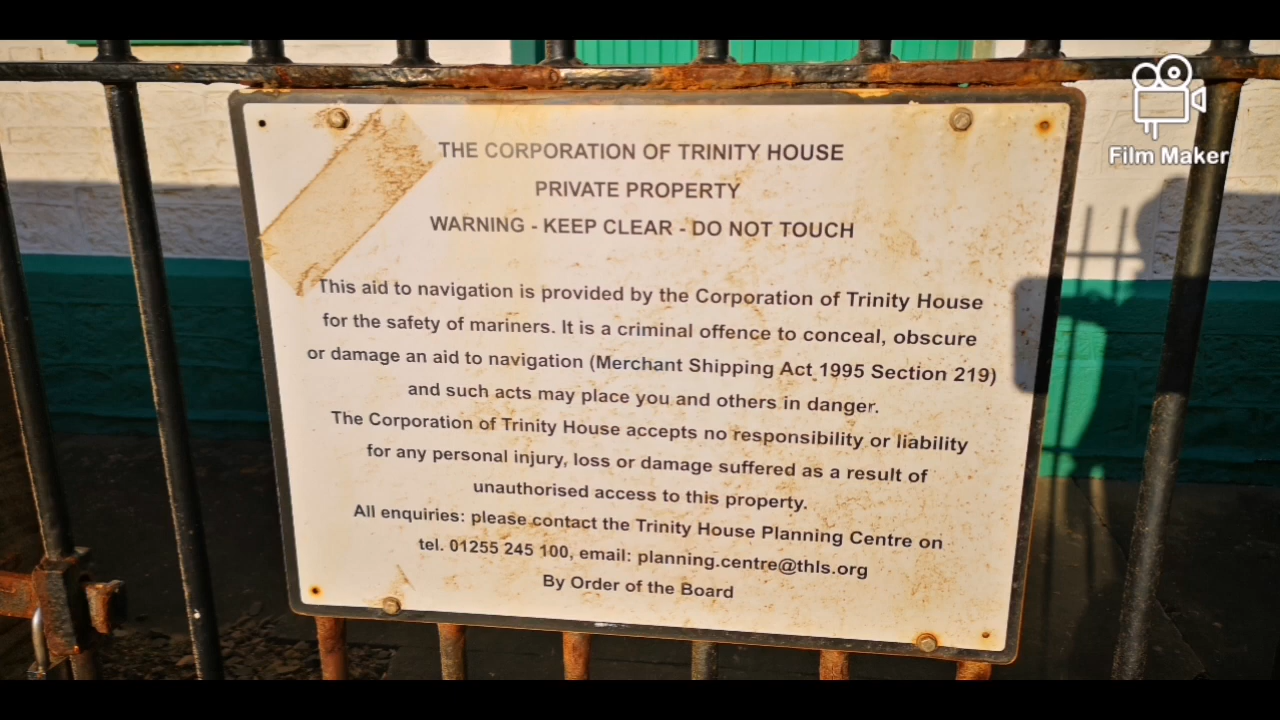 THE CORPORATION OF TRINITY HOUSE
PRIVATE PROPERTY
WARNING - KEEP CLEAR - DO NOT TOUCH
This aid to navigation is provided by the Corporation of Trinity House
for the safety of mariners. It is a criminal offence to conceal, obscure
or damage an aid to navigation (Merchant Shipping Act 1995 Section 219)
and such acts may place you and others in danger.
The Corporation of Trinity House accepts no responsibility or liability
for any personal injury, loss or damage suffered as a result of
unauthorised access to this property.
All enquiries: please contact the Trinity House Planning Centre on
tel. 01255 245 100, email: planning.centre@thls.org
By Order of the Board
Film Maker